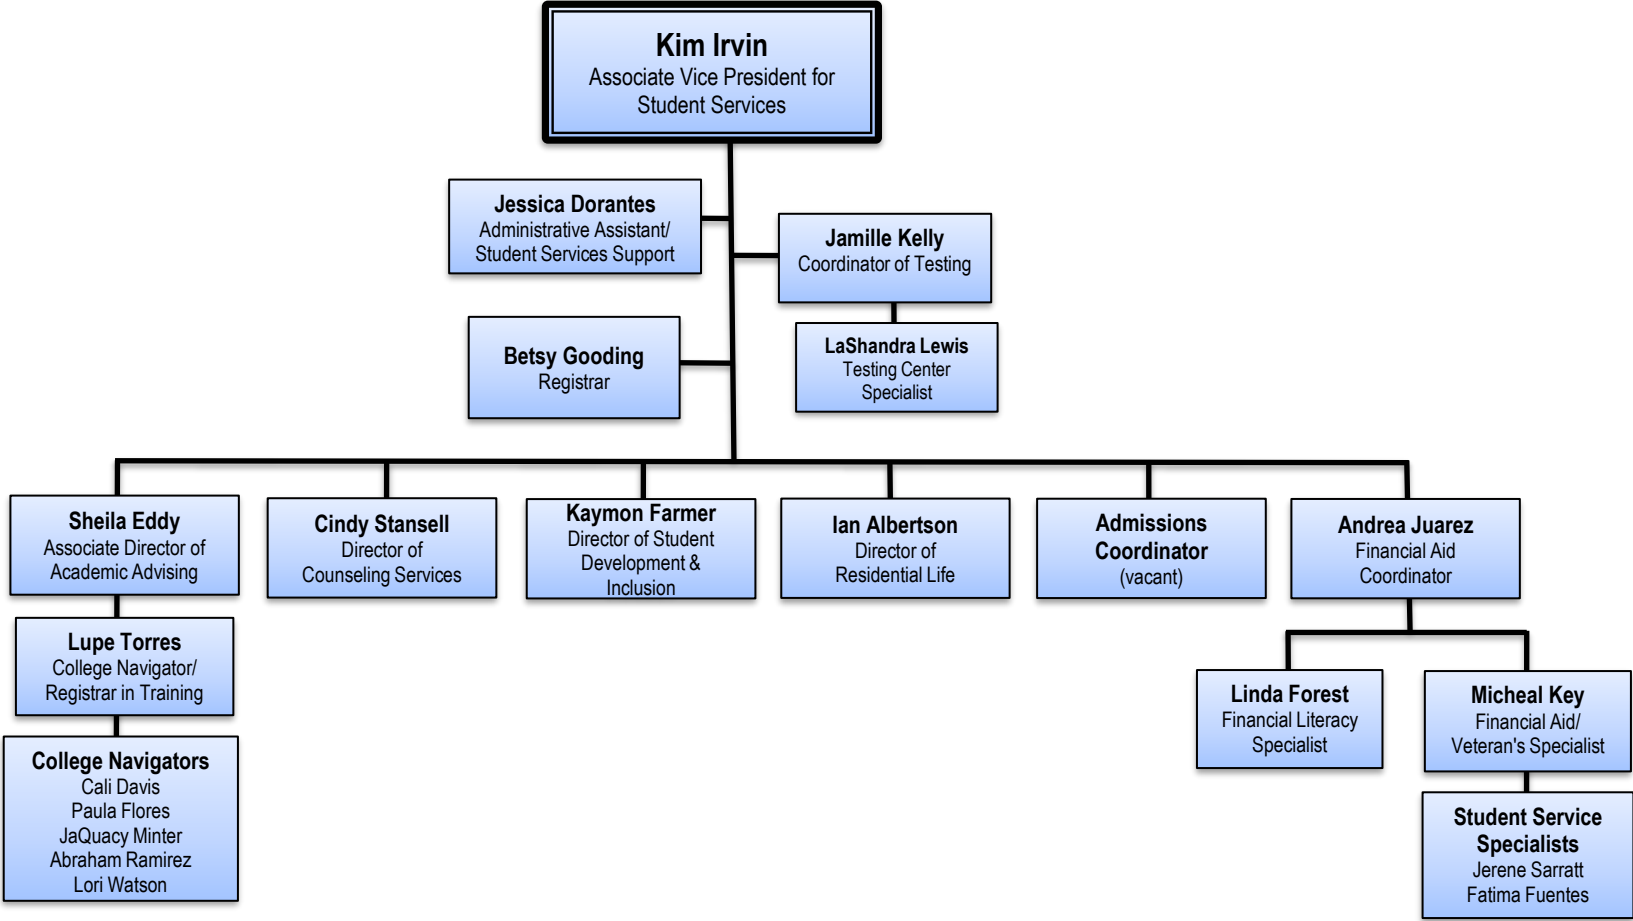 Kim Irvin
Associate Vice President for
Student Services
Jessica Dorantes
Administrative Assistant/
Student Services Support
Jamille Kelly
Coordinator of Testing
Betsy Gooding
Registrar
LaShandra Lewis
Testing Center
Specialist
Sheila Eddy
Associate Director of
Academic Advising
Cindy Stansell
Director of
Counseling Services
Kaymon Farmer
Director of Student
Development &
Inclusion
Ian Albertson
Director of
Residential Life
Admissions
Coordinator
(vacant)
Andrea Juarez
Financial Aid
Coordinator
Lupe Torres
College Navigator/
Registrar in Training
College Navigators
Cali Davis
Paula Flores
JaQuacy Minter
Abraham Ramirez
Lori Watson
Linda Forest
Financial Literacy
Specialist
Micheal Key
Financial Aid/
Veteran's Specialist
Student Service
Specialists
Jerene Sarratt
Fatima Fuentes